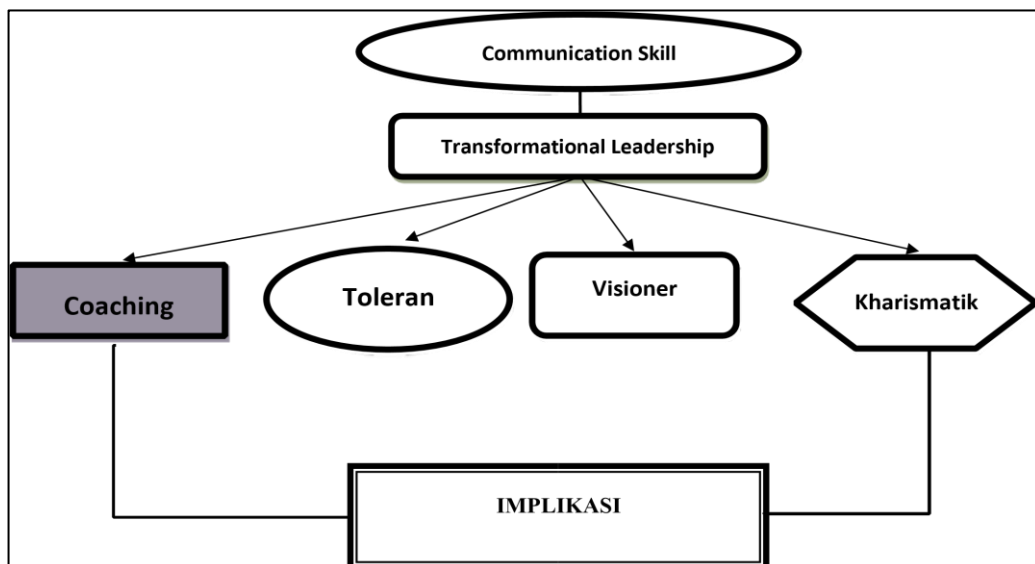 Communication Skill
Transformational Leadership
Coaching
Toleran
Visioner
Kharismatik
IMPLIKASI